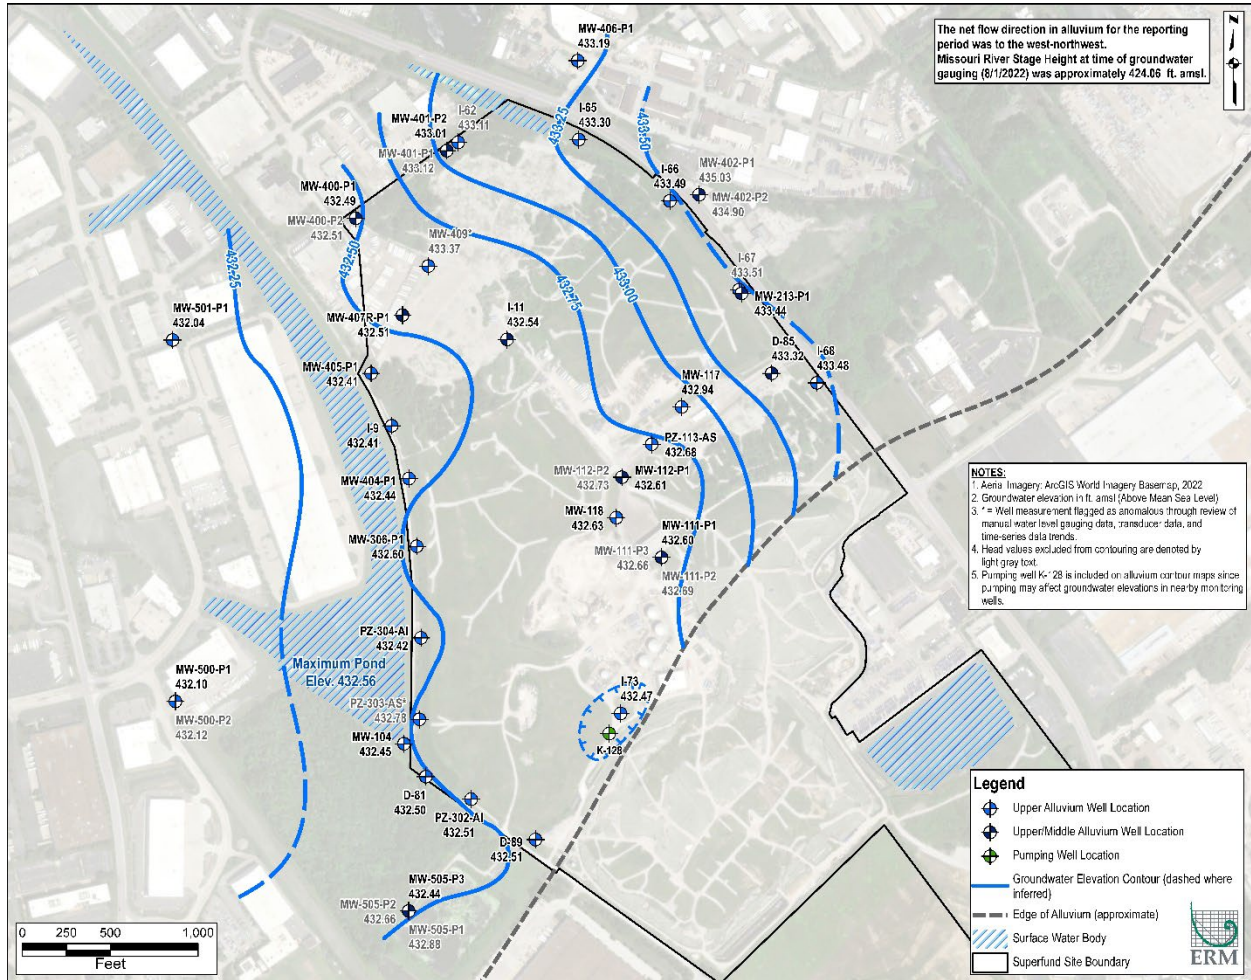 The net flow direction in alluvium for the reporting
period was to the west-northwest.
Missouri River Stage Height at time of groundwater
gauging (8/1/2022) was approximately 424.06 ft. amsl.
N
MW-406-P1
433.19
I-62
433.11
MW-401-P2
433.01
MW-401-P1
433.12
I-65
433.30
433.25
433.50
MW-402-P1
435.03
I-66
433.49
MW-402-P2
434.90
MW-400-P1
432.49
MW-400-P2
432.51
432.25
432.50
MW-409*
433.37
432.75
433.00
I-67
433.51
MW-213-P1
433.44
MW-501-P1
432.04
MW-407R-P1
432.51
I-11
432.54
D-85
433.32
I-68
433.48
MW-405-P1
432.41
MW-117
432.94
I-9
432.41
PZ-113-AS
432.68
MW-404-P1
432.44
MW-112-P2
432.73
MW-112-P1
432.61
MW-118
432.63
MW-111-P1
432.60
MW-306-P1
432.60
MW-111-P3
432.66
MW-111-P2
432.69
NOTES:
1. Aerial Imagery: ArcGIS World Imagery Basemap, 2022
2. Groundwater elevation in ft. amsl (Above Mean Sea Level)
3. * = Well measurement flagged as anomalous through review of
manual water level gauging data, transducer data, and
time-series data trends.
4. Head values excluded from contouring are denoted by
light gray text.
5. Pumping well K-128 is included on alluvium contour maps since
pumping may affect groundwater elevations in nearby monitoring
wells.
PZ-304-AI
432.42
Maximum Pond
Elev. 432.56
MW-500-P1
432.10
MW-500-P2
432.12
PZ-303-AS*
432.78
I-73
432.47
K-128
MW-104
432.45
D-81
432.50
PZ-302-AI
432.51
D-89
432.51
MW-505-P3
432.44
MW-505-P2
432.66
MW-505-P1
432.88
Legend
Upper Alluvium Well Location
Upper/Middle Alluvium Well Location
Pumping Well Location
Groundwater Elevation Contour (dashed where
inferred)
Edge of Alluvium (approximate)
Surface Water Body
Superfund Site Boundary
ERM
0 250 500 1,000
Feet